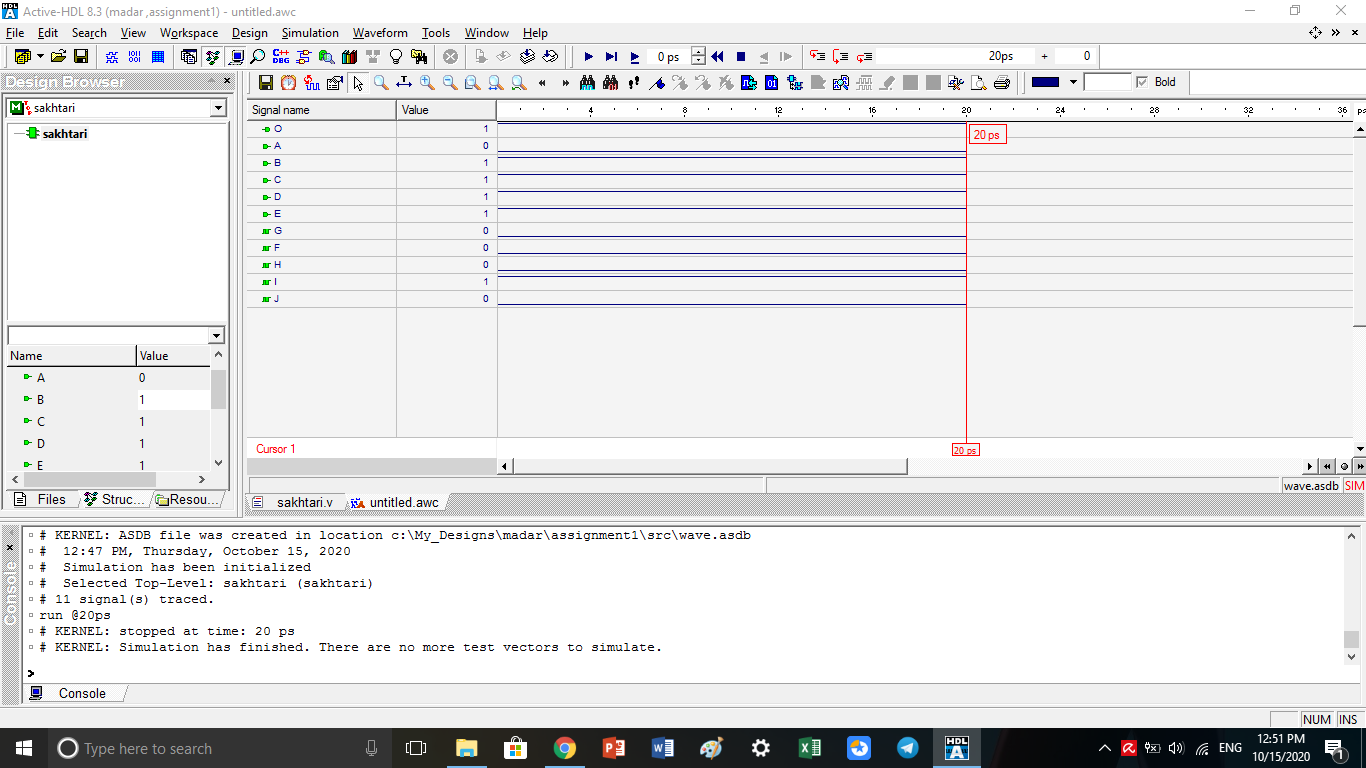 Active-HDL 8.3 (madar ,assignment1) - untitled.awc
File Edit Search View Workspace Design Simulation Waveform Tools Window Help
0 ps 20ps + 0
Design Browser
sakhtari
sakhtari
Bold
Signal name Value 4 8 12 16 20 24 28 32 36 ps
O 1
A 0
B 1
C 1
D 1
E 1
G 0
F 0
H 0
I 1
J 0
20 ps
Name Value
A 0
B 1
C 1
D 1
E 1
Cursor 1
20 ps
Files Struc... Resou...
wave.asdb SIM
sakhtari.v untitled.awc
Console
# KERNEL: ASDB file was created in location c:\My_Designs\madar\assignment1\src\wave.asdb
# 12:47 PM, Thursday, October 15, 2020
# Simulation has been initialized
# Selected Top-Level: sakhtari (sakhtari)
# 11 signal(s) traced.
run @20ps
# KERNEL: stopped at time: 20 ps
# KERNEL: Simulation has finished. There are no more test vectors to simulate.
>
Console
NUM INS
Type here to search
ENG
12:51 PM
10/15/2020
1